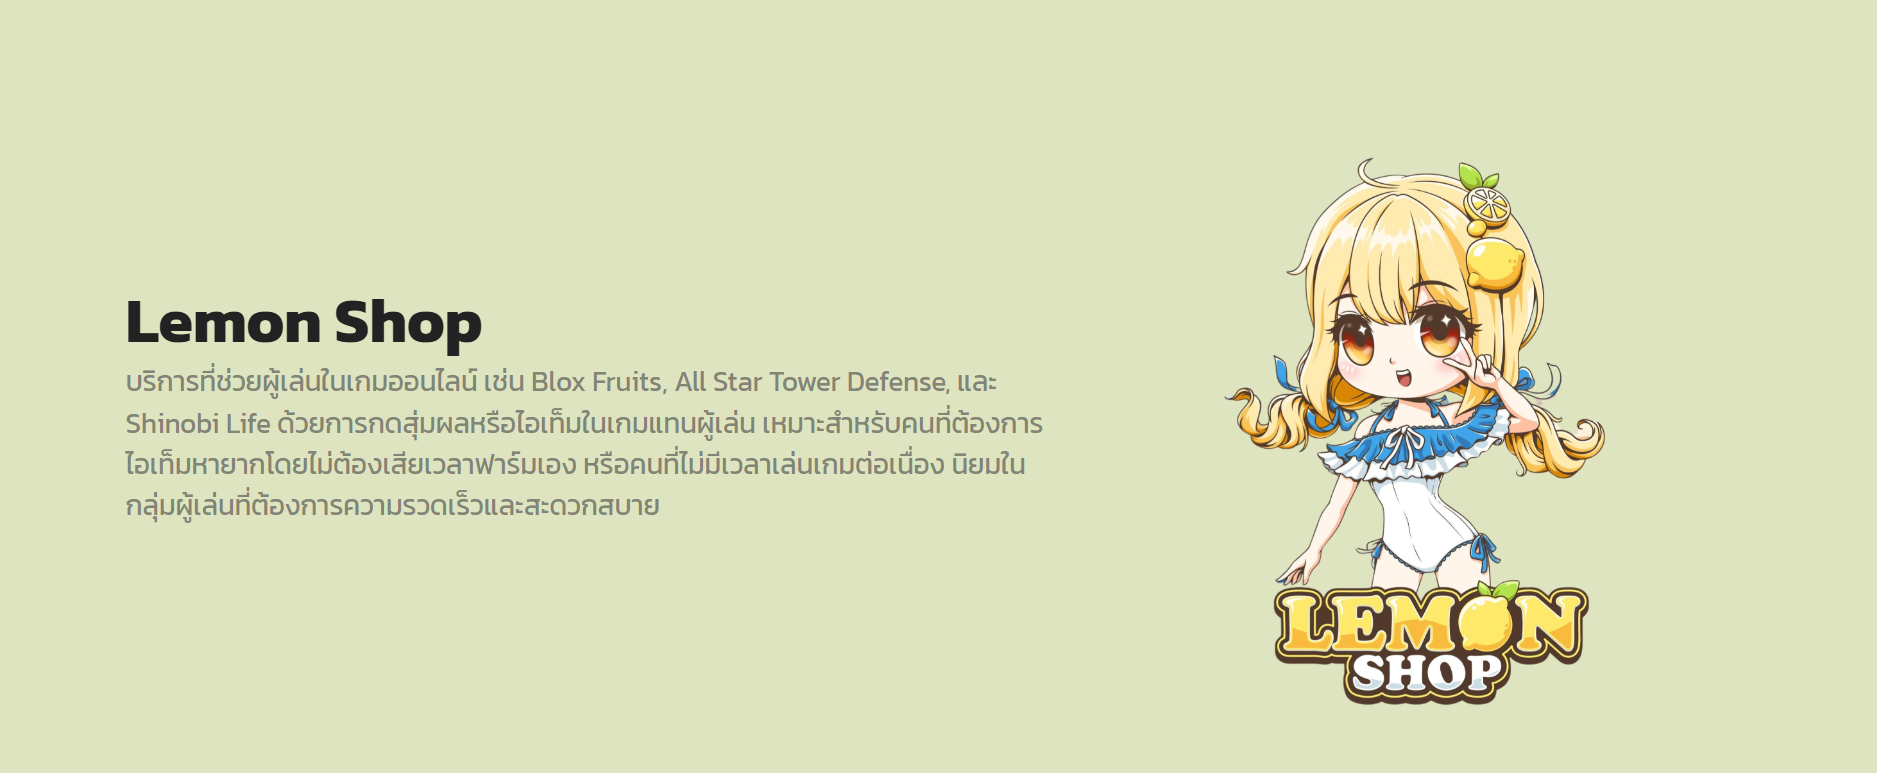 Lemon Shop
บริการที่ช่วยผู้เล่นในเกมออนไลน์ เช่น Blox Fruits, All Star Tower Defense, และ
Shinobi Life ด้วยการกดสุ่มผลหรือไอเท็มในเกมแทนผู้เล่น เหมาะสำหรับคนที่ต้องการ
ไอเท็มหายากโดยไม่ต้องเสียเวลาฟาร์มเอง หรือคนที่ไม่มีเวลาเล่นเกมต่อเนื่อง นิยมใน
กลุ่มผู้เล่นที่ต้องการความรวดเร็วและสะดวกสบาย
LEMON
SHOP